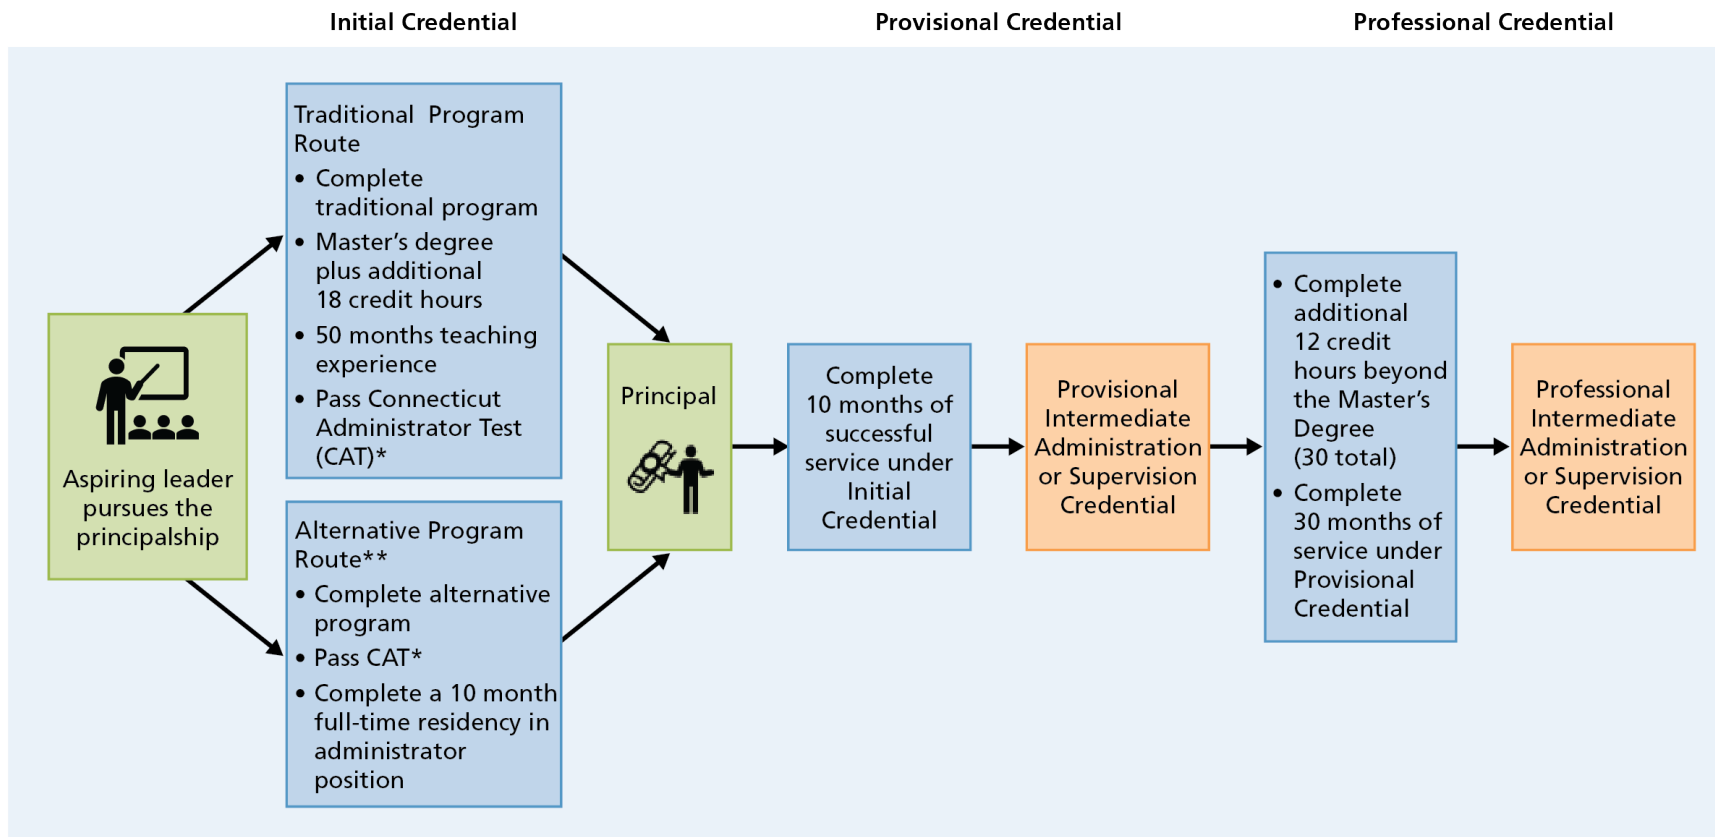 Initial Credential
Provisional Credential
Professional Credential
Aspiring leader
pursues the
principalship
Traditional Program
Route
• Complete
traditional program
• Master’s degree
plus additional
18 credit hours
• 50 months teaching
experience
• Pass Connecticut
Administrator Test
(CAT)*
Alternative Program
Route**
• Complete alternative
program
• Pass CAT*
• Complete a 10 month
full-time residency in
administrator
position
Principal
Complete
10 months of
successful
service under
Initial
Credential
Provisional
Intermediate
Administration
or Supervision
Credential
• Complete
additional
12 credit
hours beyond
the Master’s
Degree
(30 total)
• Complete
30 months of
service under
Provisional
Credential
Professional
Intermediate
Administration
or Supervision
Credential